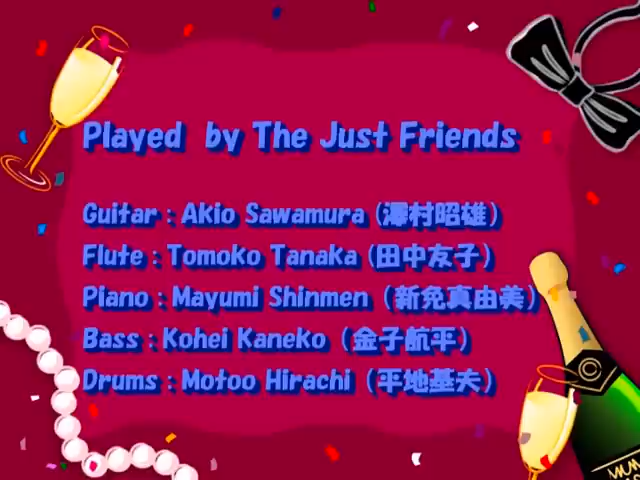 Played by The Just Friends
Guitar : Akio Sawamura (澤村昭雄)
Flute : Tomoko Tanaka (田中友子)
Piano : Mayumi Shinmen (新免真由美)
Bass : Kohei Kaneko (金子航平)
Drums : Motoo Hirachi (平地基夫)